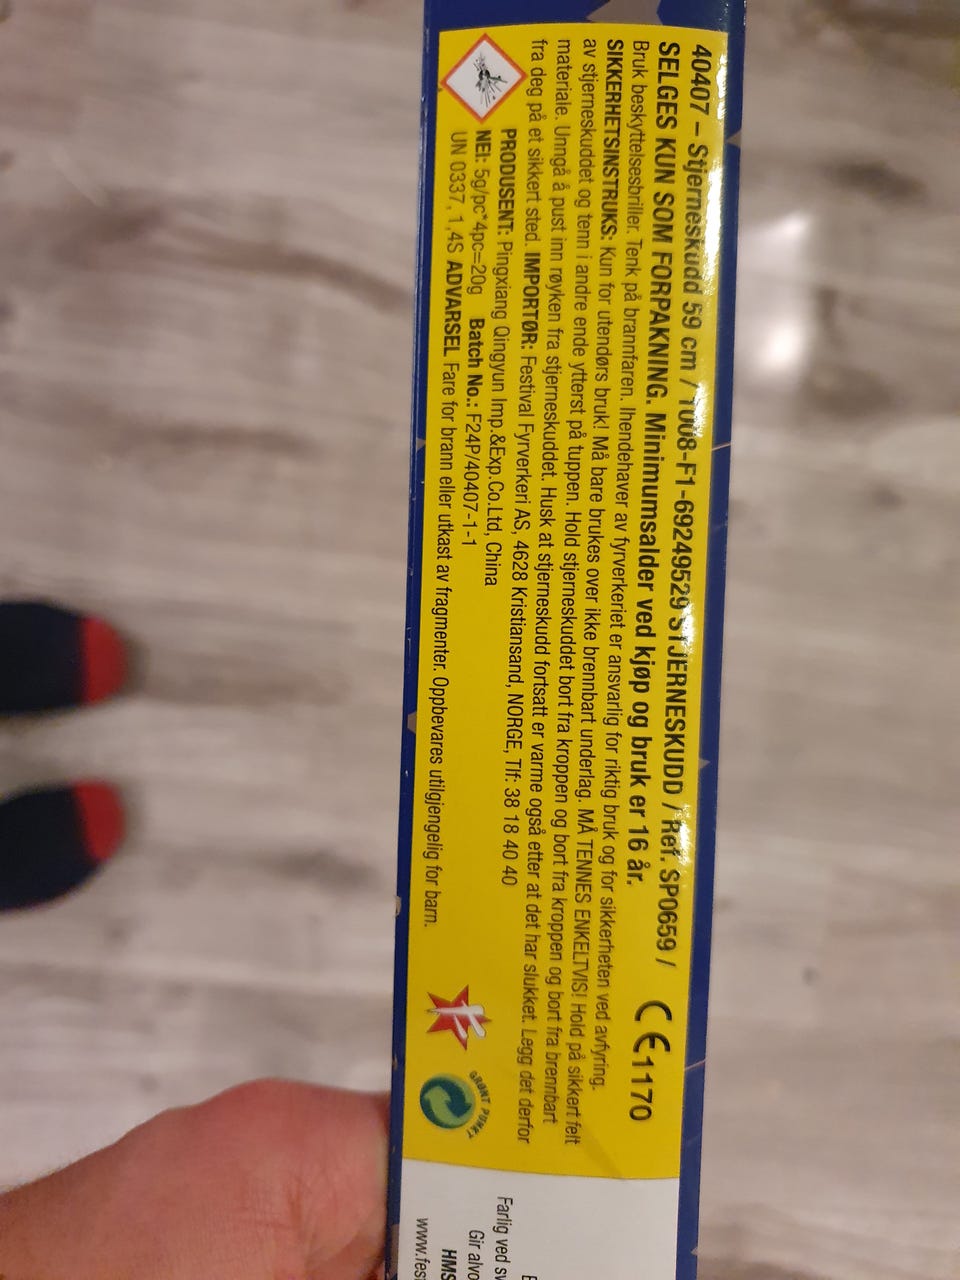 40407 – Stjerneskudd 59 cm / 1008-F1-69249529 STJERNESKUDD / Ref. SP0659 /
SELGES KUN SOM FORPAKNING. Minimumsalder ved kjøp og bruk er 16 år.
CE1170
Bruk beskyttelsesbriller. Tenk på brannfaren. Ihendehaver av fyrverkeriet er ansvarlig for riktig bruk og for sikkerheten ved avfyring.
SIKKERHETSINSTRUKS: Kun for utendørs bruk! Må bare brukes over ikke brennbart underlag. MÅ TENNES ENKELTVIS! Hold på sikkert felt
av stjerneskuddet og tenn i andre ende ytterst på tuppen. Hold stjerneskuddet bort fra kroppen og bort fra kroppen og bort fra brennbart
materiale. Unngå å pust inn røyken fra stjerneskuddet. Husk at stjerneskudd fortsatt er varme også etter at det har slukket. Legg det derfor
fra deg på et sikkert sted. IMPORTØR: Festival Fyrverkeri AS, 4628 Kristiansand, NORGE, Tlf: 38 18 40 40
PRODUSENT: Pingxiang Qingyun Imp.&Exp.Co.Ltd, China
NEI: 5g/pc*4pc=20g Batch No.: F24P/40407-1-1
UN 0337, 1,4S ADVARSEL Fare for brann eller utkast av fragmenter. Oppbevares utilgjengelig for barn.
F
GRØNT PUNKT
Farlig ved
Gir
HMS
www.